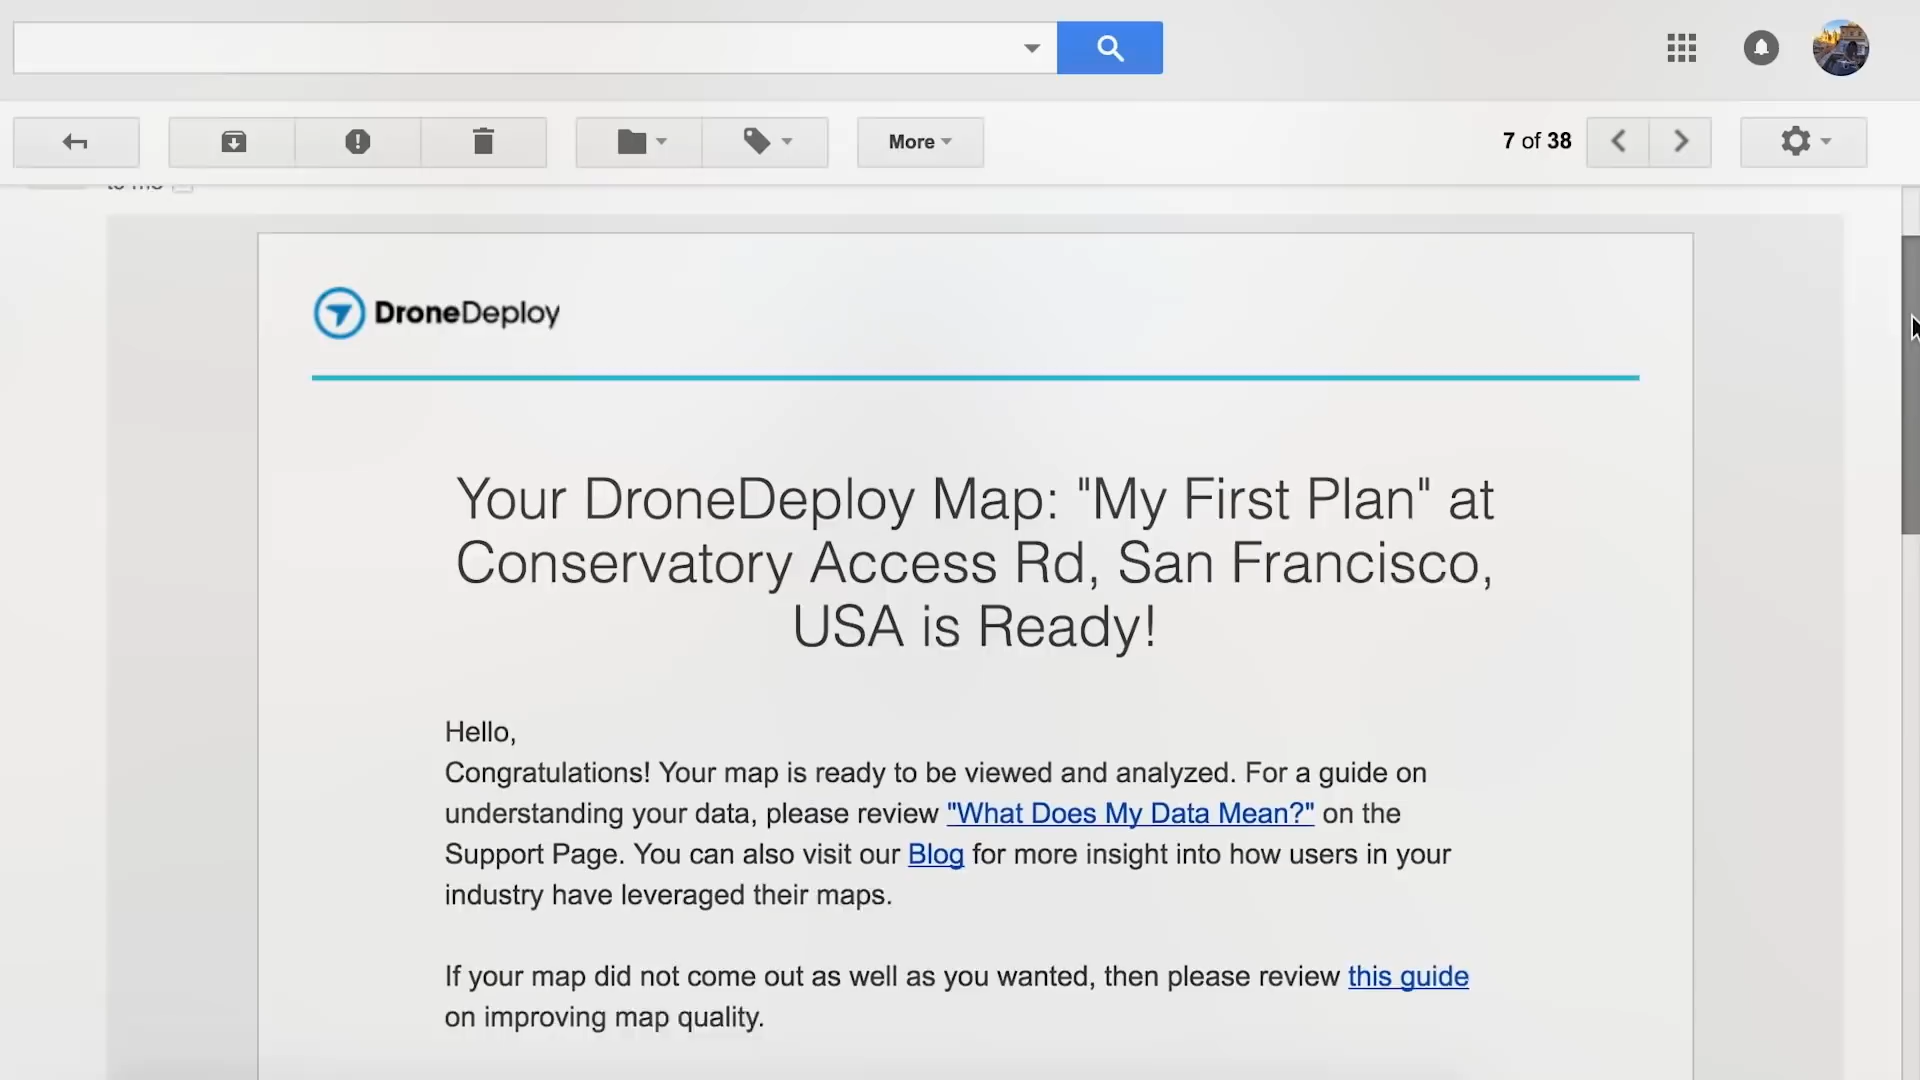 More
7 of 38
to me
DroneDeploy
Your DroneDeploy Map: "My First Plan" at
Conservatory Access Rd, San Francisco,
USA is Ready!
Hello,
Congratulations! Your map is ready to be viewed and analyzed. For a guide on
understanding your data, please review "What Does My Data Mean?" on the
Support Page. You can also visit our Blog for more insight into how users in your
industry have leveraged their maps.
If your map did not come out as well as you wanted, then please review this guide
on improving map quality.